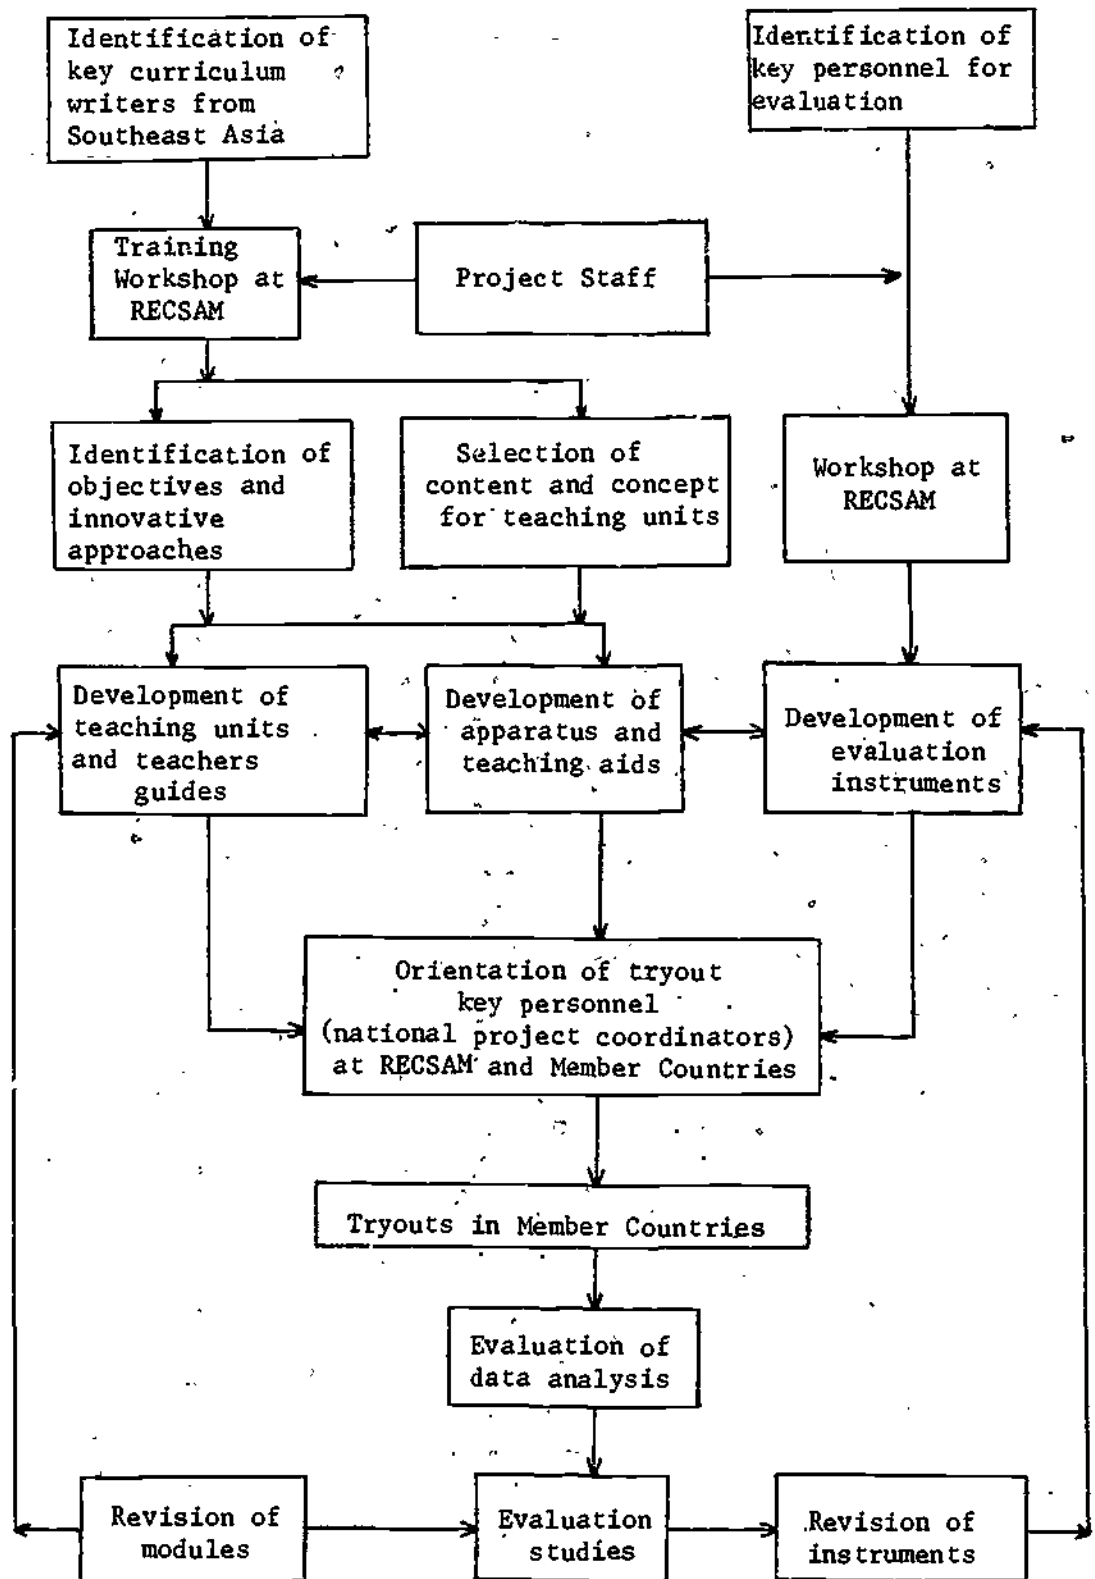 Identification of
key curriculum
writers from
Southeast Asia
Identification of
key personnel for
evaluation
Training
Workshop at
RECSAM
Project Staff
Identification of
objectives and
innovative
approaches
Selection of
content and concept
for teaching units
Workshop at
RECSAM
Development of
teaching units
and teachers
guides
Development of
apparatus and
teaching aids
Development of
evaluation
instruments
Orientation of tryout
key personnel
(national project coordinators)
at RECSAM and Member Countries
Tryouts in Member Countries
Evaluation of
data analysis
Revision of
modules
Evaluation
studies
Revision of
instruments